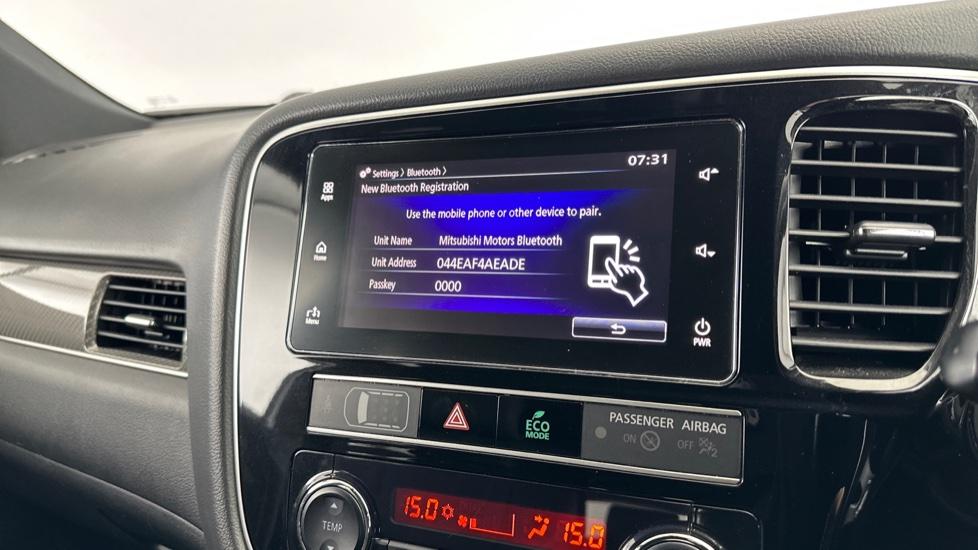 07:31
Settings > Bluetooth >
New Bluetooth Registration
Use the mobile phone or other device to pair.
Unit Name Mitsubishi Motors Bluetooth
Unit Address 044EAF4AEADE
Passkey 0000
Apps
Home
Menu
PWR
ECO
MODE
PASSENGER AIRBAG
ON OFF 2
TEMP
15.0 15.0